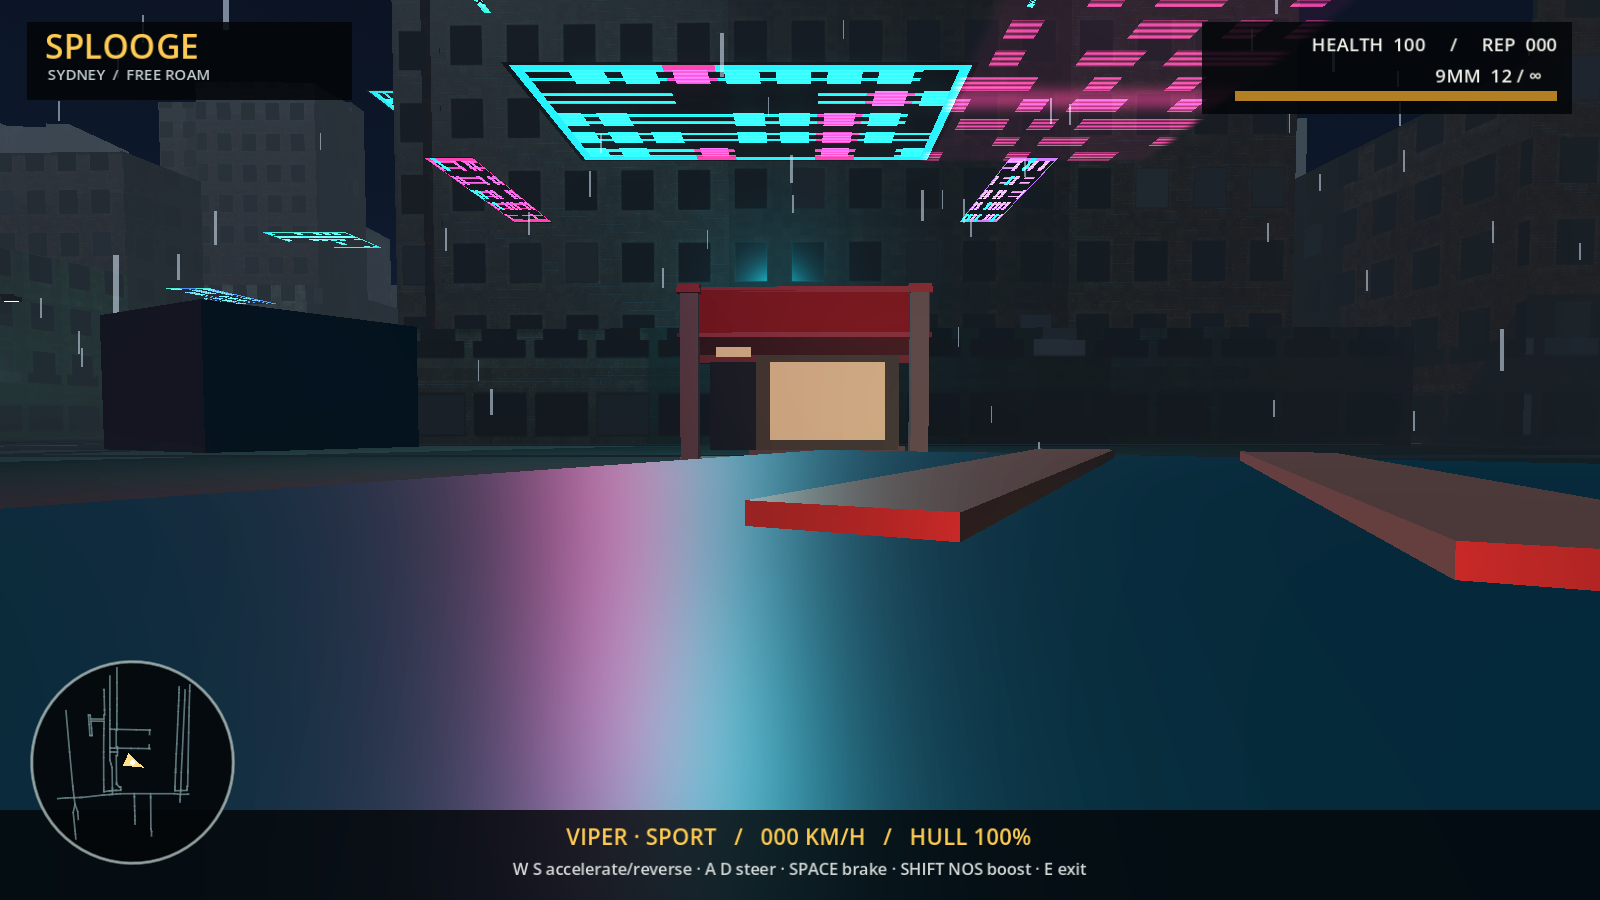 SPLOOGE
SYDNEY / FREE ROAM
HEALTH 100 / REP 000
9MM 12 / ∞
VIPER · SPORT / 000 KM/H / HULL 100%
W S accelerate/reverse · A D steer · SPACE brake · SHIFT NOS boost · E exit